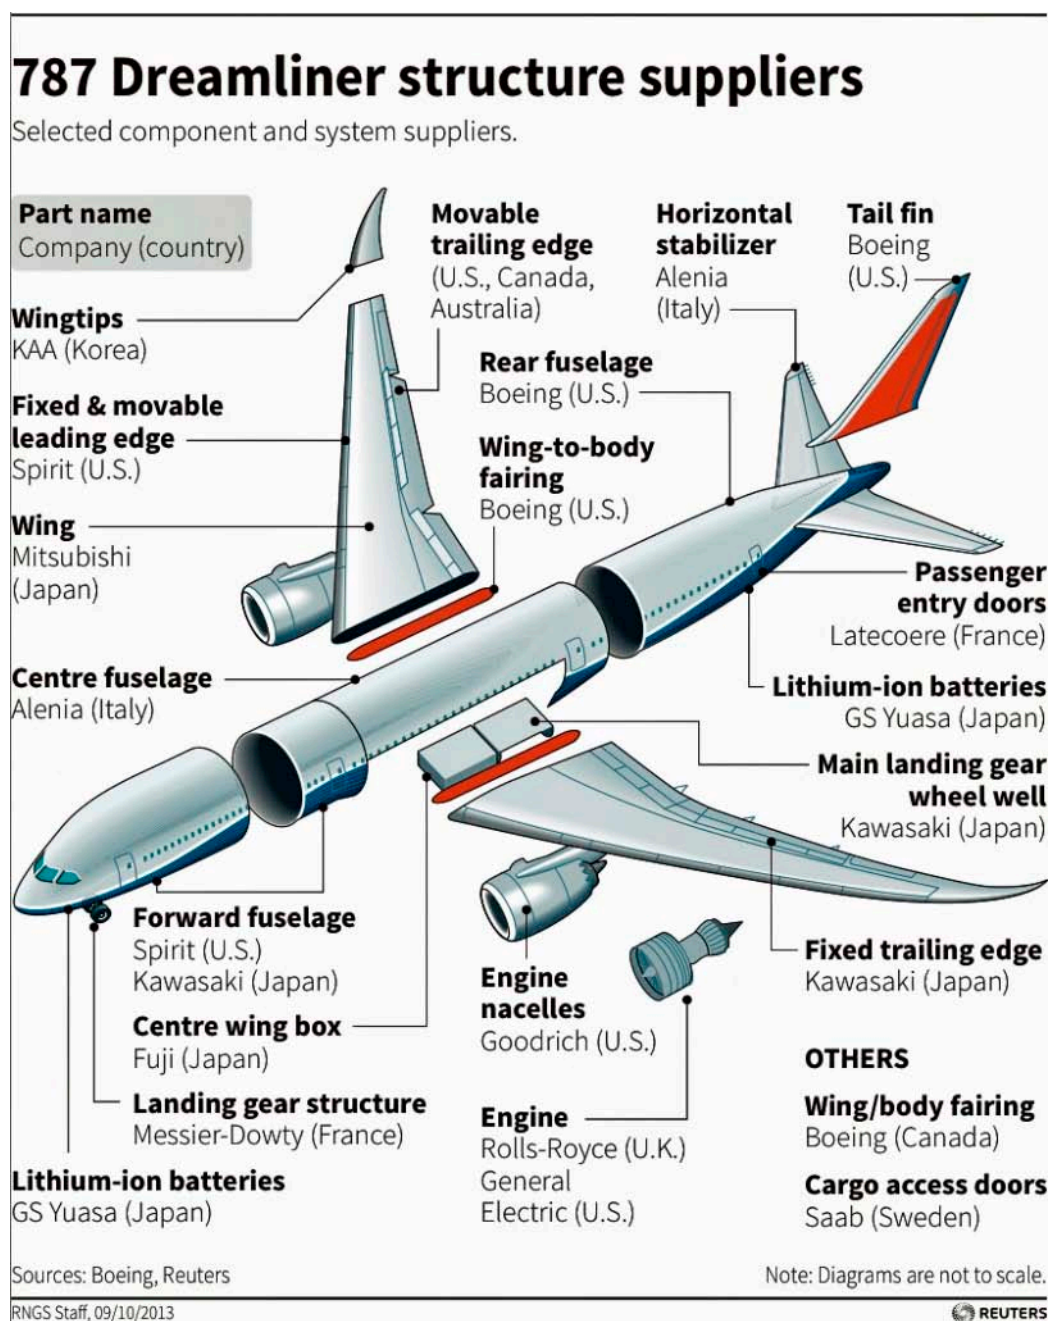 787 Dreamliner structure suppliers
Selected component and system suppliers.
Part name
Company (country)
Wingtips
KAA (Korea)
Fixed & movable
leading edge
Spirit (U.S.)
Wing
Mitsubishi
(Japan)
Centre fuselage
Alenia (Italy)
Movable
trailing edge
(U.S., Canada,
Australia)
Rear fuselage
Boeing (U.S.)
Wing-to-body
fairing
Boeing (U.S.)
Horizontal
stabilizer
Alenia
(Italy)
Tail fin
Boeing
(U.S.)
Passenger
entry doors
Latecoere (France)
Lithium-ion batteries
GS Yuasa (Japan)
Main landing gear
wheel well
Kawasaki (Japan)
Forward fuselage
Spirit (U.S.)
Kawasaki (Japan)
Centre wing box
Fuji (Japan)
Landing gear structure
Messier-Dowty (France)
Lithium-ion batteries
GS Yuasa (Japan)
Engine
nacelles
Goodrich (U.S.)
Engine
Rolls-Royce (U.K.)
General
Electric (U.S.)
Fixed trailing edge
Kawasaki (Japan)
OTHERS
Wing/body fairing
Boeing (Canada)
Cargo access doors
Saab (Sweden)
Sources: Boeing, Reuters
Note: Diagrams are not to scale.
RNGS Staff, 09/10/2013
REUTERS